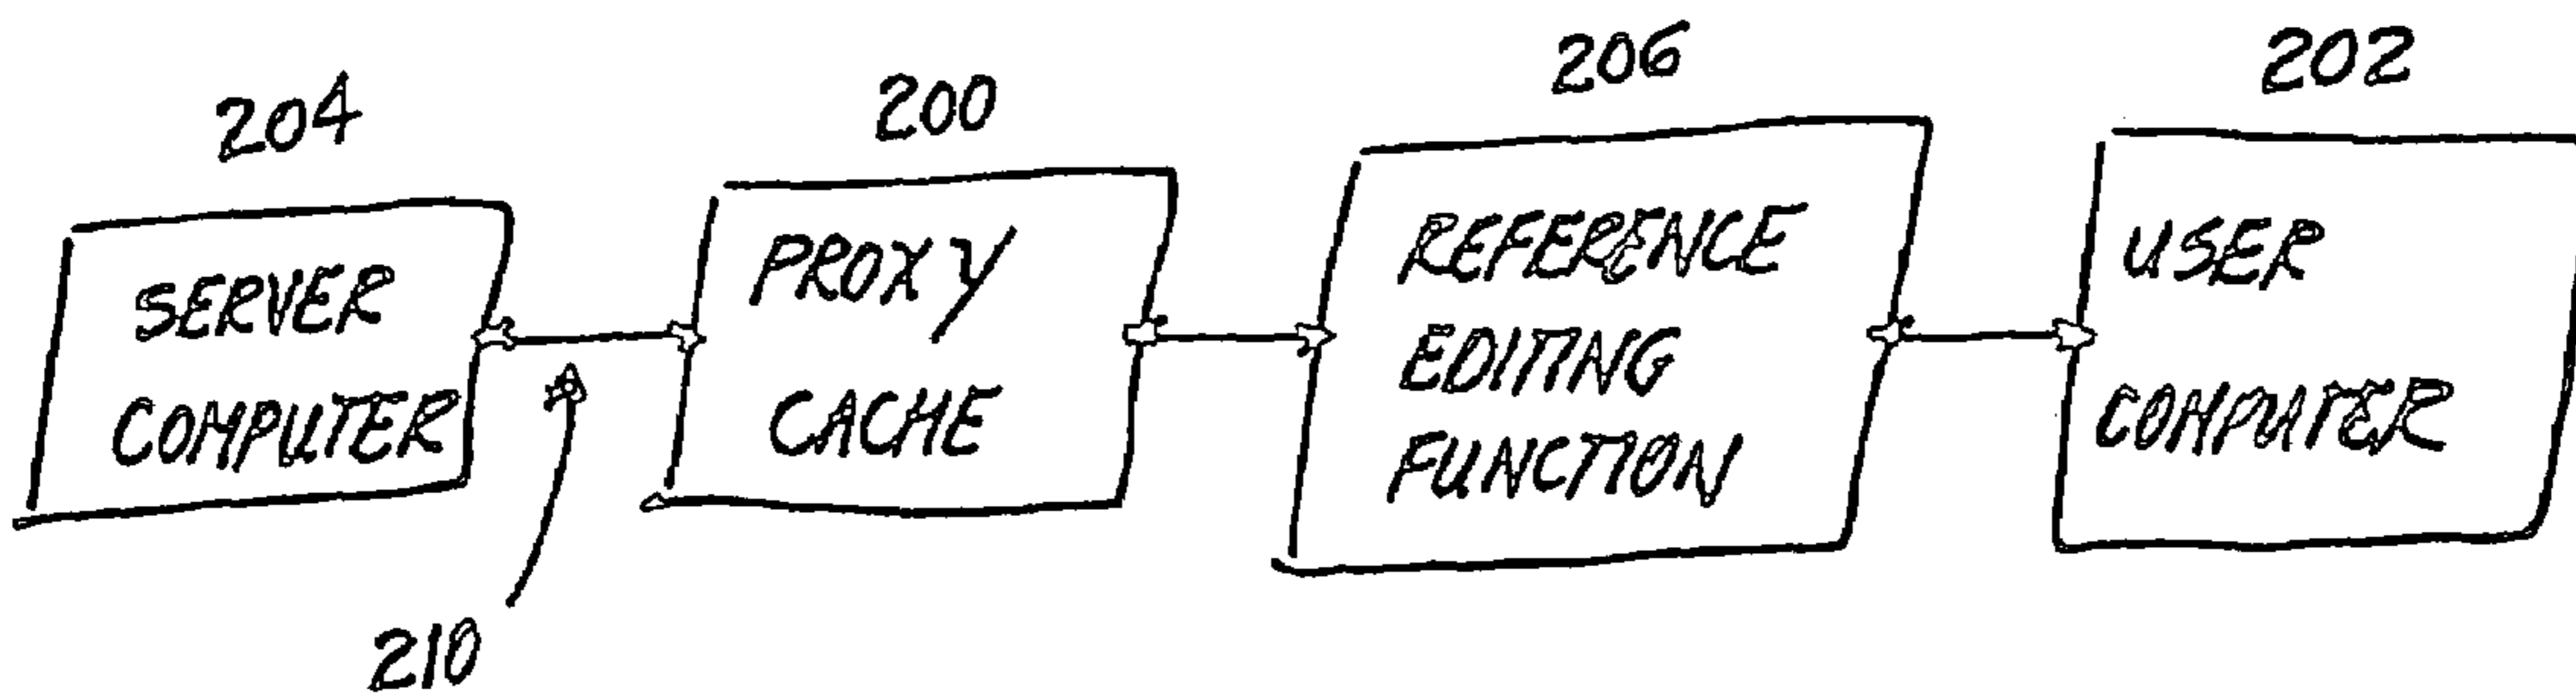 204
200
206
202
SERVER
COMPUTER
PROXY
CACHE
REFERENCE
EDITING
FUNCTION
USER
COMPUTER
210